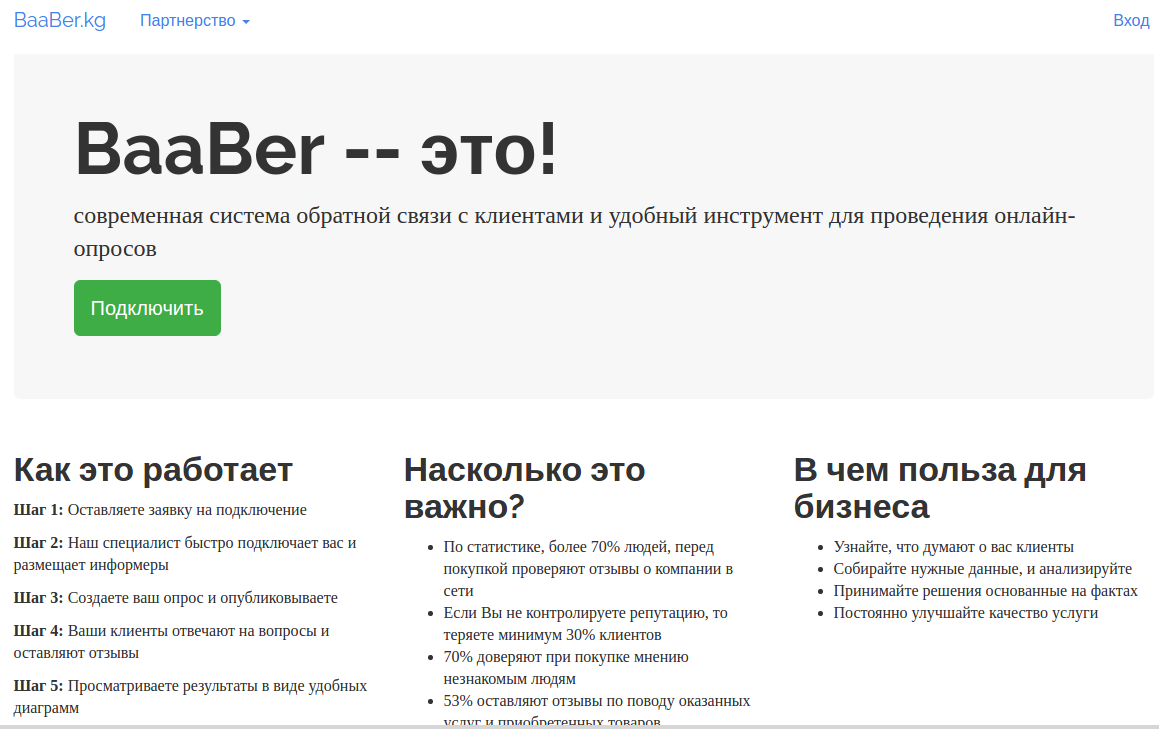 BaaBer.kg
Партнерство
Вход
BaaBer -- это!
современная система обратной связи с клиентами и удобный инструмент для проведения онлайн-
опросов
Подключить
Как это работает
Шаг 1: Оставляете заявку на подключение
Шаг 2: Наш специалист быстро подключает вас и
размещает информеры
Шаг 3: Создаете ваш опрос и опубликовываете
Шаг 4: Ваши клиенты отвечают на вопросы и
оставляют отзывы
Шаг 5: Просматриваете результаты в виде удобных
диаграмм
Насколько это
важно?
По статистике, более 70% людей, перед
покупкой проверяют отзывы о компании в
сети
Если Вы не контролируете репутацию, то
теряете минимум 30% клиентов
70% доверяют при покупке мнению
незнакомым людям
53% оставляют отзывы по поводу оказанных
услуг и приобретенных товаров
В чем польза для
бизнеса
Узнайте, что думают о вас клиенты
Собирайте нужные данные, и анализируйте
Принимайте решения основанные на фактах
Постоянно улучшайте качество услуги